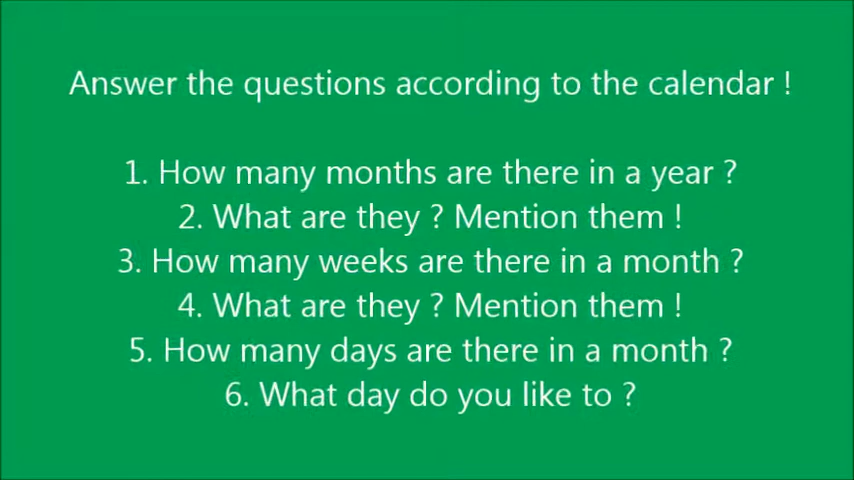 Answer the questions according to the calendar !
1. How many months are there in a year ?
2. What are they ? Mention them !
3. How many weeks are there in a month ?
4. What are they ? Mention them !
5. How many days are there in a month ?
6. What day do you like to ?